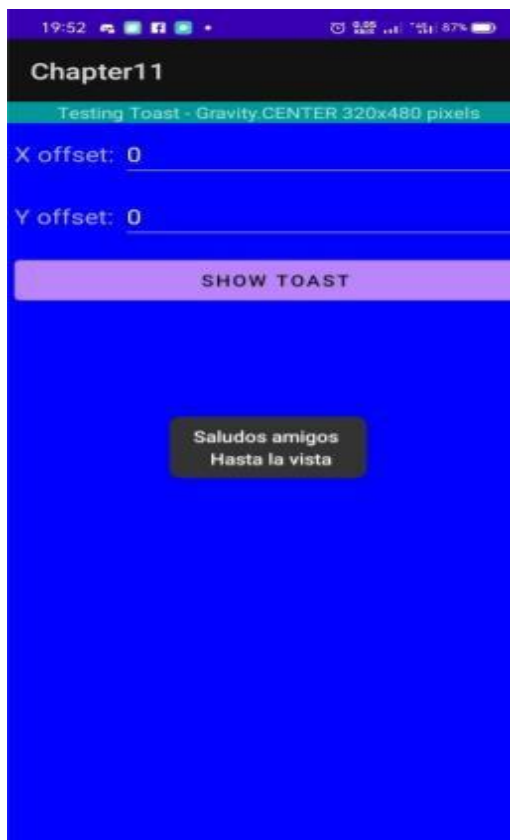 19:52
87%
Chapter11
Testing Toast - Gravity.CENTER 320x480 pixels
X offset: 0
Y offset: 0
SHOW TOAST
Saludos amigos
Hasta la vista